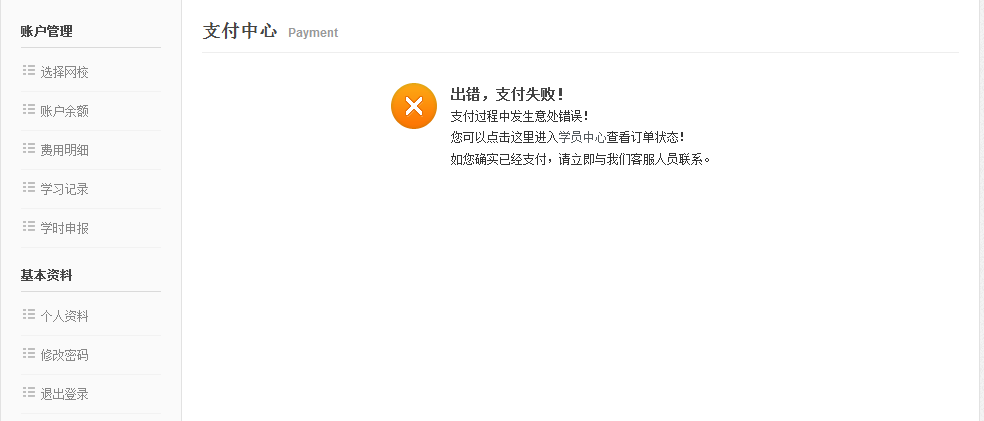 账户管理
选择网校
账户余额
费用明细
学习记录
学时申报
基本资料
个人资料
修改密码
退出登录
支付中心 Payment
出错，支付失败！
支付过程中发生意处错误！
您可以点击这里进入学员中心查看订单状态！
如您确实已经支付，请立即与我们客服人员联系。